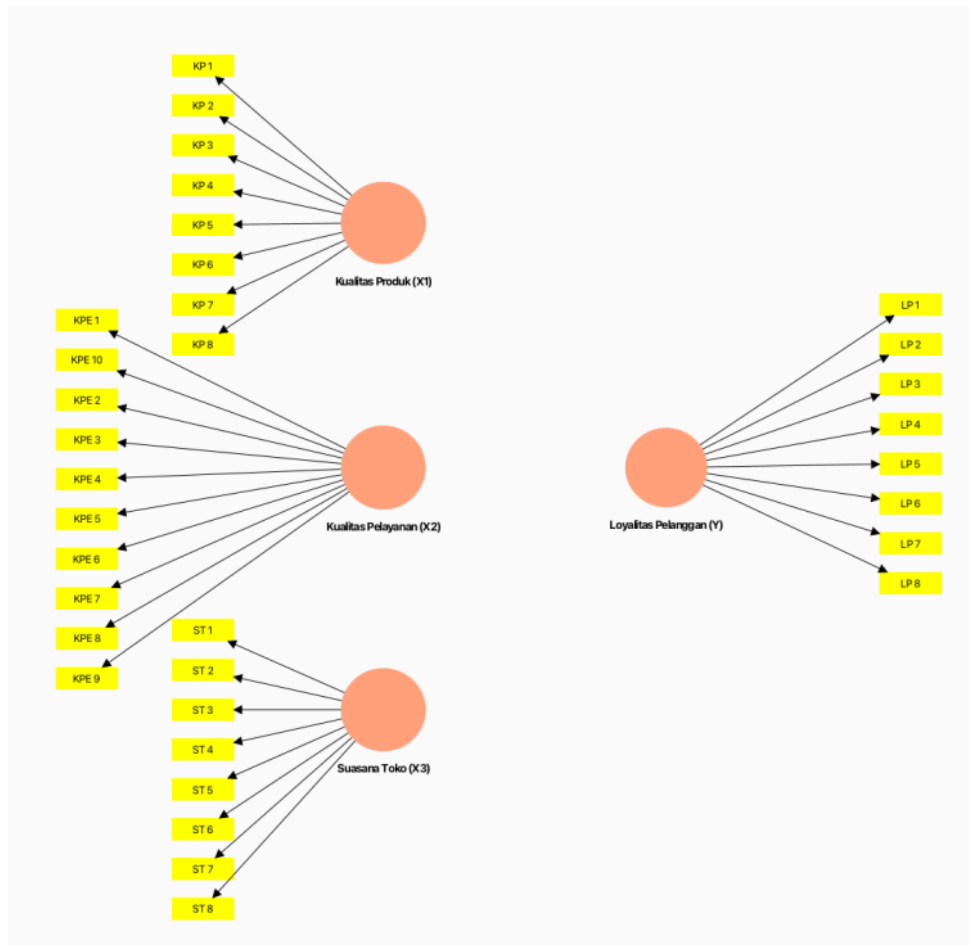 KP 1
KP 2
KP 3
KP 4
KP 5
KP 6
KP 7
KP 8
Kualitas Produk (X1)
KPE 1
KPE 10
KPE 2
KPE 3
KPE 4
KPE 5
KPE 6
KPE 7
KPE 8
KPE 9
Kualitas Pelayanan (X2)
ST 1
ST 2
ST 3
ST 4
ST 5
ST 6
ST 7
ST 8
Suasana Toko (X3)
Loyalitas Pelanggan (Y)
LP 1
LP 2
LP 3
LP 4
LP 5
LP 6
LP 7
LP 8